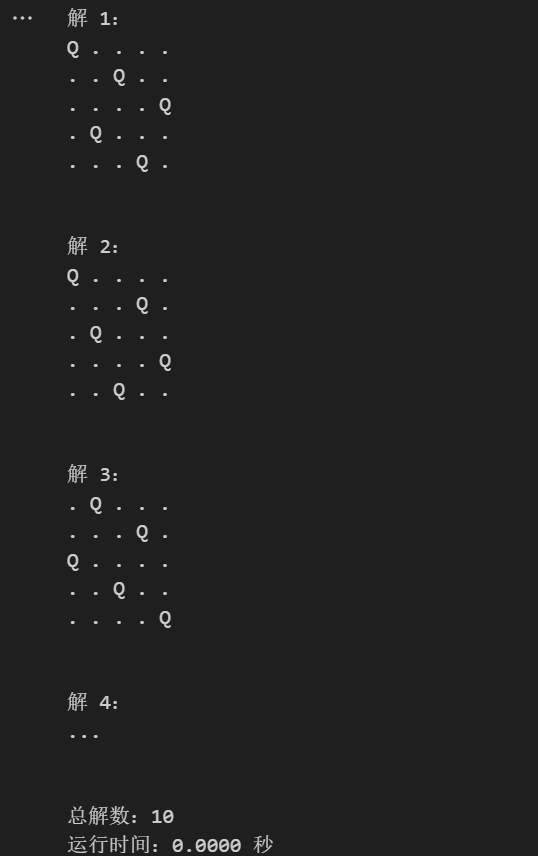 ...
解 1:
Q . . . .
. . Q . .
. . . . Q
. Q . . .
. . . Q .
解 2:
Q . . . .
. . . Q .
. Q . . .
. . . . Q
. . Q . .
解 3:
. Q . . .
. . . Q .
Q . . . .
. . Q . .
. . . . Q
解 4:
...
总解数: 10
运行时间: 0.0000 秒